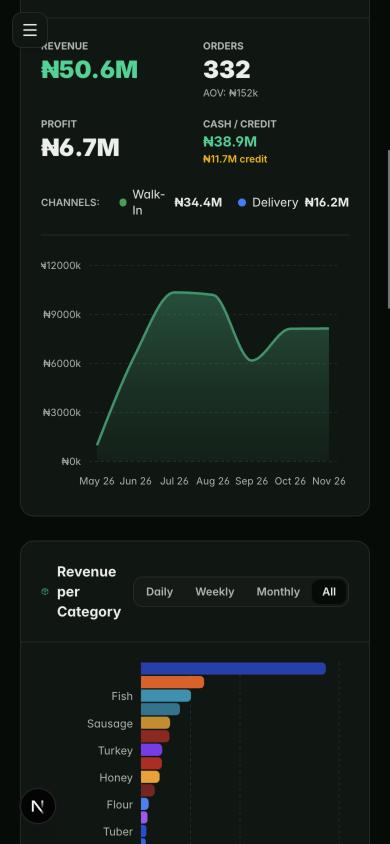 REVENUE
ORDERS
₦50.6M
332
AOV: ₦152k
PROFIT
CASH / CREDIT
₦6.7M
₦38.9M
₦11.7M credit
CHANNELS:
Walk-
In
₦34.4M
Delivery
₦16.2M
₦12000k
₦9000k
₦6000k
₦3000k
₦0k
May 26 Jun 26 Jul 26 Aug 26 Sep 26 Oct 26 Nov 26
Revenue
per
Category
Daily
Weekly
Monthly
All
Fish
Sausage
Turkey
Honey
Flour
Tuber
N